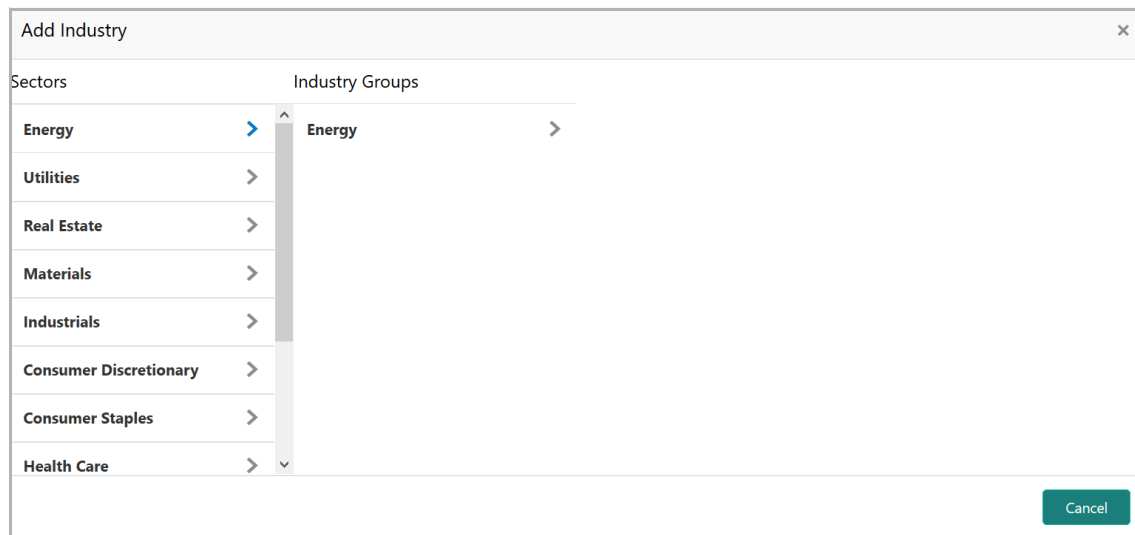 Add Industry
Sectors
Industry Groups
Energy
Energy
Utilities
Real Estate
Materials
Industrials
Consumer Discretionary
Consumer Staples
Health Care
Cancel